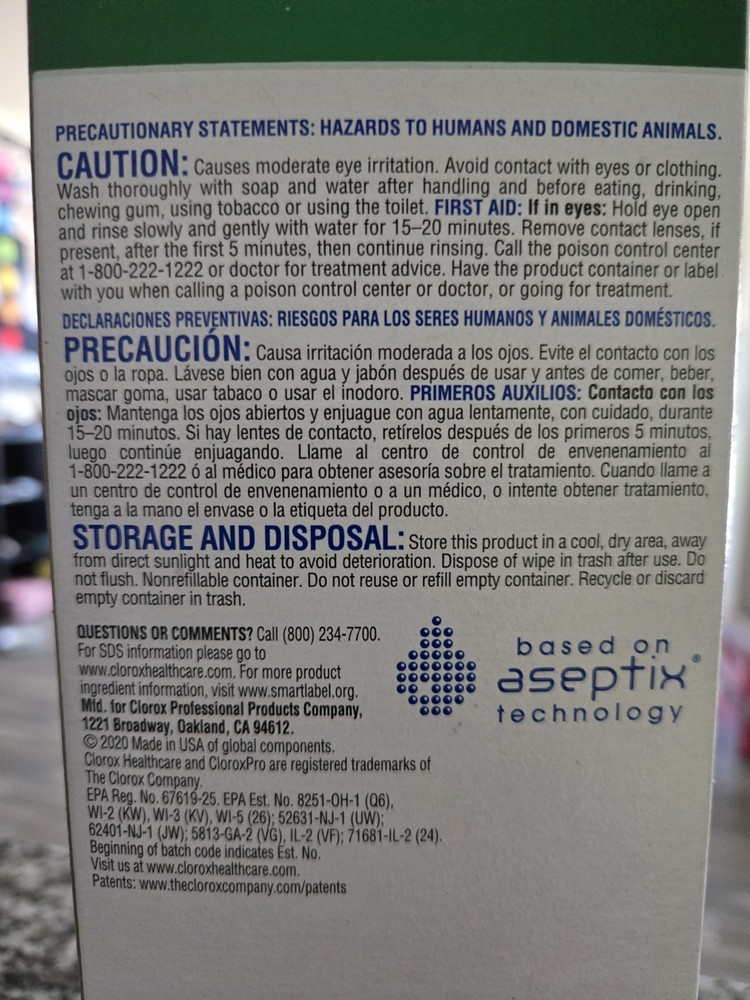 PRECAUTIONARY STATEMENTS: HAZARDS TO HUMANS AND DOMESTIC ANIMALS.
CAUTION: Causes moderate eye irritation. Avoid contact with eyes or clothing.
Wash thoroughly with soap and water after handling and before eating, drinking,
chewing gum, using tobacco or using the toilet. FIRST AID: If in eyes: Hold eye open
and rinse slowly and gently with water for 15–20 minutes. Remove contact lenses, if
present, after the first 5 minutes, then continue rinsing. Call the poison control center
at 1-800-222-1222 or doctor for treatment advice. Have the product container or label
with you when calling a poison control center or doctor, or going for treatment.
DECLARACIONES PREVENTIVAS: RIESGOS PARA LOS SERES HUMANOS Y ANIMALES DOMÉSTICOS.
PRECAUCIÓN: Causa irritación moderada a los ojos. Evite el contacto con los
ojos o la ropa. Lávese bien con agua y jabón después de usar y antes de comer, beber,
mascar goma, usar tabaco o usar el inodoro. PRIMEROS AUXILIOS: Contacto con los
ojos: Mantenga los ojos abiertos y enjuague con agua lentamente, con cuidado, durante
15–20 minutos. Si hay lentes de contacto, retírelos después de los primeros 5 minutos,
luego continúe enjuagando. Llame al centro de control de envenenamiento al
1-800-222-1222 ó al médico para obtener asesoría sobre el tratamiento. Cuando llame a
un centro de control de envenenamiento o a un médico, o intente obtener tratamiento,
tenga a la mano el envase o la etiqueta del producto.
STORAGE AND DISPOSAL: Store this product in a cool, dry area, away
from direct sunlight and heat to avoid deterioration. Dispose of wipe in trash after use. Do
not flush. Nonrefillable container. Do not reuse or refill empty container. Recycle or discard
empty container in trash.
QUESTIONS OR COMMENTS? Call (800) 234-7700.
For SDS information please go to
www.cloroxhealthcare.com. For more product
ingredient information, visit www.smartlabel.org.
Mfd. for Clorox Professional Products Company,
1221 Broadway, Oakland, CA 94612.
© 2020 Made in USA of global components.
Clorox Healthcare and CloroxPro are registered trademarks of
The Clorox Company.
EPA Reg. No. 67619-25. EPA Est. No. 8251-OH-1 (Q6),
WI-2 (KW), WI-3 (KV), WI-5 (26); 52631-NJ-1 (UW);
62401-NJ-1 (JW); 5813-GA-2 (VG), IL-2 (VF); 71681-IL-2 (24).
Beginning of batch code indicates Est. No.
Visit us at www.cloroxhealthcare.com.
Patents: www.thecloroxcompany.com/patents
based on
aseptix®
technology